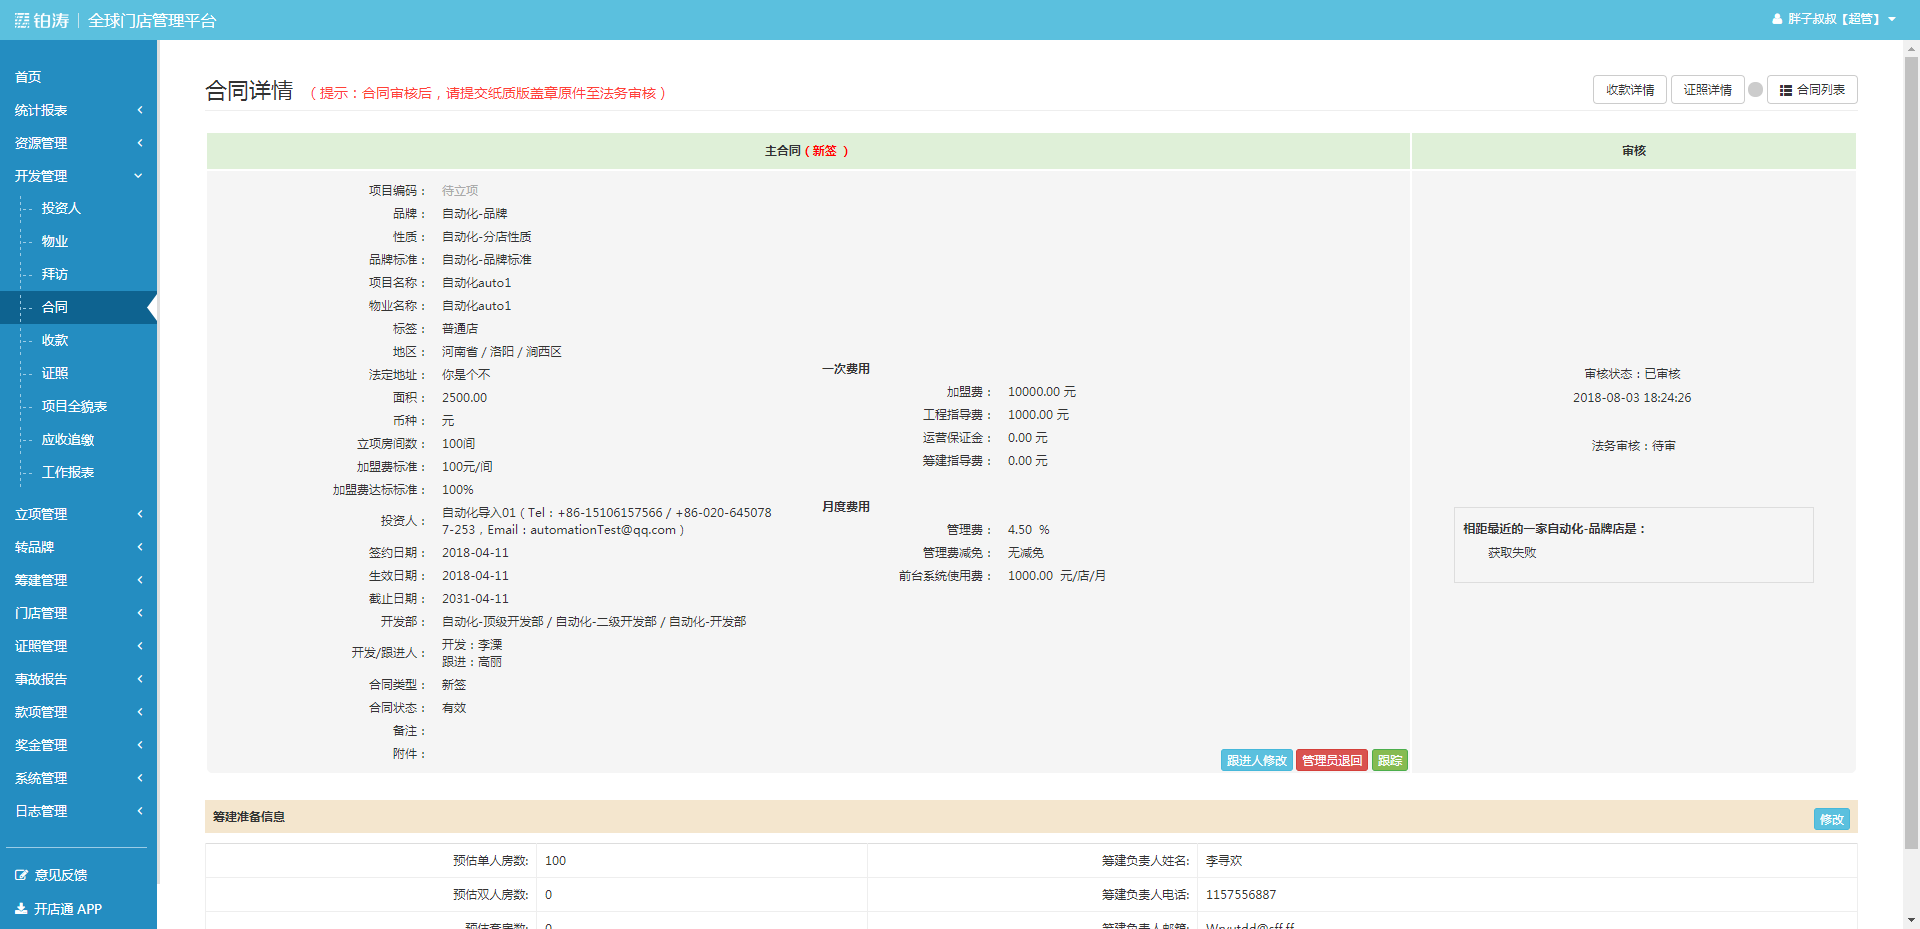 铂涛 全球门店管理平台
胖子叔叔【超管】
首页
统计报表
资源管理
开发管理
投资人
物业
拜访
合同
收款
证照
项目全貌表
应收追缴
工作报表
立项管理
转品牌
筹建管理
门店管理
证照管理
事故报告
款项管理
奖金管理
系统管理
日志管理
意见反馈
开店通 APP
合同详情 （提示：合同审核后，请提交纸质版盖章原件至法务审核）
收款详情 证照详情 合同列表
主合同（新签 ）
项目编码： 待立项
品牌： 自动化-品牌
性质： 自动化-分店性质
品牌标准： 自动化-品牌标准
项目名称： 自动化auto1
物业名称： 自动化auto1
标签： 普通店
地区： 河南省 / 洛阳 / 涧西区
法定地址： 你是个不
面积： 2500.00
币种： 元
立项房间数： 100间
加盟费标准： 100元/间
加盟费达标标准： 100%
投资人： 自动化导入01（Tel：+86-15106157566 / +86-020-645078
7-253，Email：automationTest@qq.com）
签约日期： 2018-04-11
生效日期： 2018-04-11
截止日期： 2031-04-11
开发部： 自动化-顶级开发部 / 自动化-二级开发部 / 自动化-开发部
开发/跟进人： 开发：李溧
跟进：高丽
合同类型： 新签
合同状态： 有效
备注：
附件：
一次费用
加盟费： 10000.00 元
工程指导费： 1000.00 元
运营保证金： 0.00 元
筹建指导费： 0.00 元
月度费用
管理费： 4.50 %
管理费减免： 无减免
前台系统使用费： 1000.00 元/店/月
跟进人修改 管理员退回 跟踪
审核
审核状态：已审核
2018-08-03 18:24:26
法务审核：待审
相距最近的一家自动化-品牌店是：
获取失败
筹建准备信息
修改
预估单人房数: 100 筹建负责人姓名: 李寻欢
预估双人房数: 0 筹建负责人电话: 1157556887
预估套房数: 0 筹建负责人邮箱: